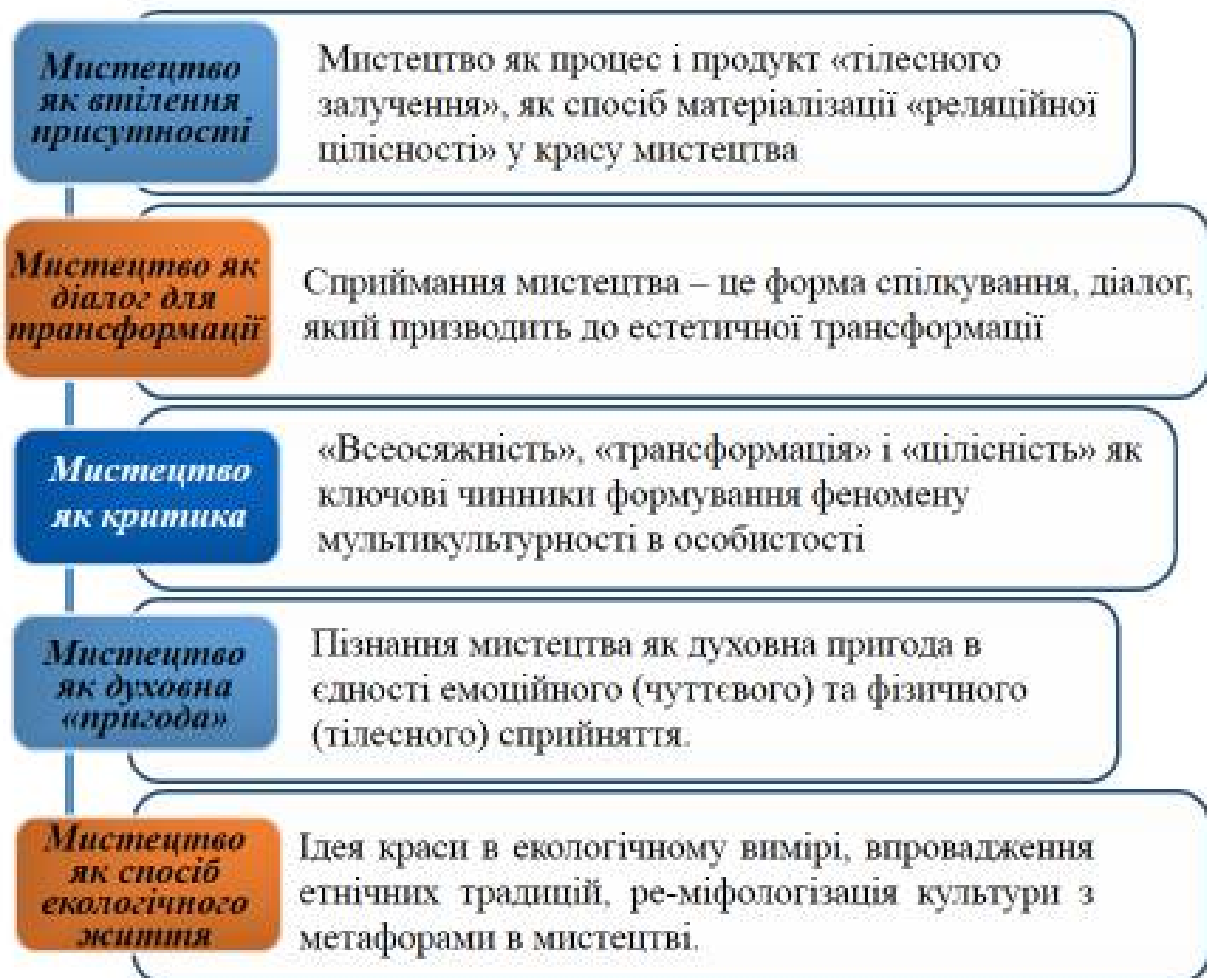 Мистецтво
як втілення
присутності
Мистецтво як процес і продукт «тілесного
залучення», як спосіб матеріалізації «реляційної
цілісності» у красу мистецтва
Мистецтво як
діалог для
трансформації
Сприймання мистецтва – це форма спілкування, діалог,
який призводить до естетичної трансформації
Мистецтво
як критика
«Всеосяжність», «трансформація» і «цілісність» як
ключові чинники формування феномену
мультикультурності в особистості
Мистецтво
як духовна
«пригода»
Пізнання мистецтва як духовна пригода в
єдності емоційного (чуттєвого) та фізичного
(тілесного) сприйняття.
Мистецтво
як спосіб
екологічного
життя
Ідея краси в екологічному вимірі, впровадження
етнічних традицій, ре-міфологізація культури з
метафорами в мистецтві.